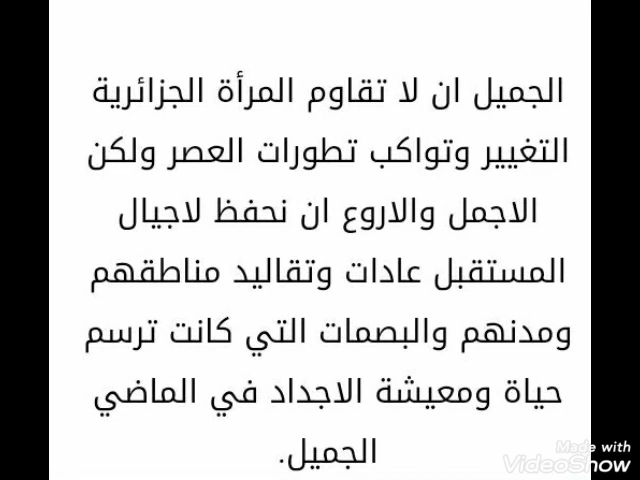 الجميل ان لا تقاوم المرأة الجزائرية
التغيير وتواكب تطورات العصر ولكن
الاجمل والاروع ان نحفظ لاجيال
المستقبل عادات وتقاليد مناطقهم
ومدنهم والبصمات التي كانت ترسم
حياة ومعيشة الاجداد في الماضي
الجميل.
Made with
VideoShow